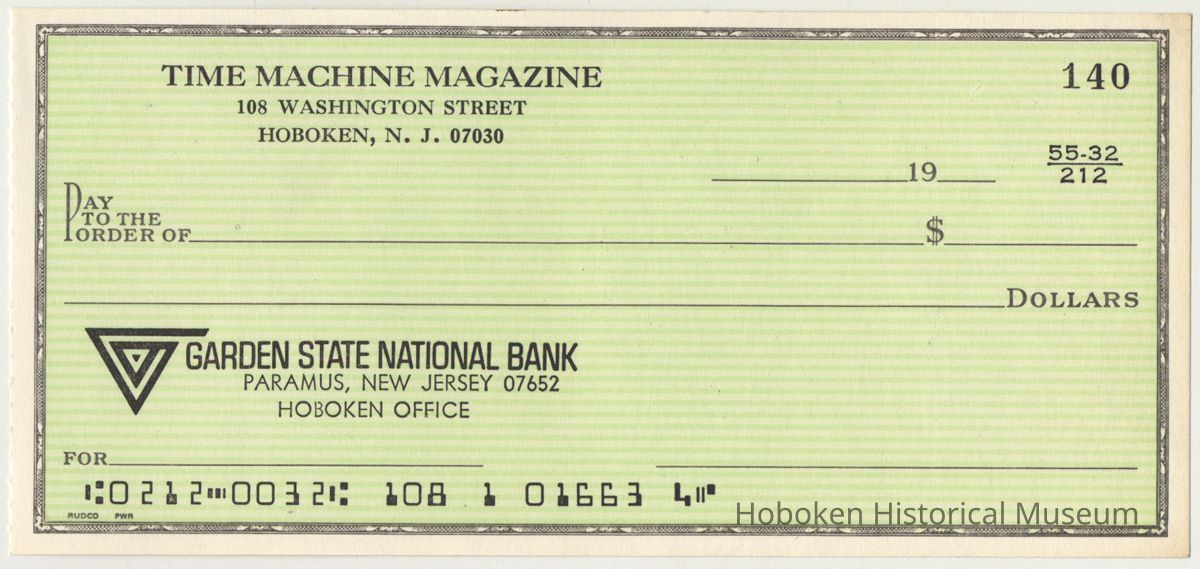 TIME MACHINE MAGAZINE
108 WASHINGTON STREET
HOBOKEN, N. J. 07030
140
19
55-32
212
PAY
TO THE
ORDER OF
$
DOLLARS
GARDEN STATE NATIONAL BANK
PARAMUS, NEW JERSEY 07652
HOBOKEN OFFICE
FOR
⑆0212⑉0032⑆ 108 1 01663 4⑈
RUDCO PWR
Hoboken Historical Museum